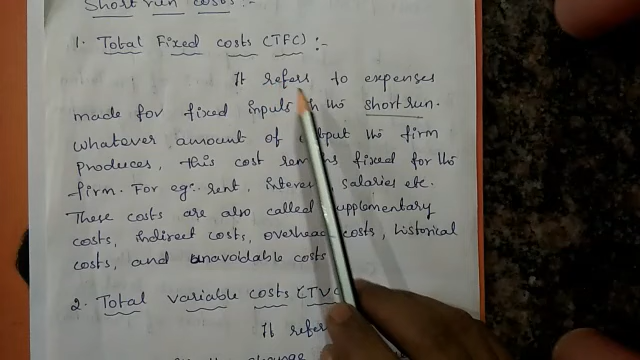 Short run costs :-
1. Total Fixed costs (TFC) :-
It refers to expenses
made for fixed inputs in the short run.
whatever amount of output the firm
produces, this cost remains fixed for the
firm. For eg:- rent, interest, salaries etc.
These costs are also called supplementary
costs, indirect costs, overhead costs, historical
costs, and unavoidable costs
2. Total variable costs (TVC
It refers
the change